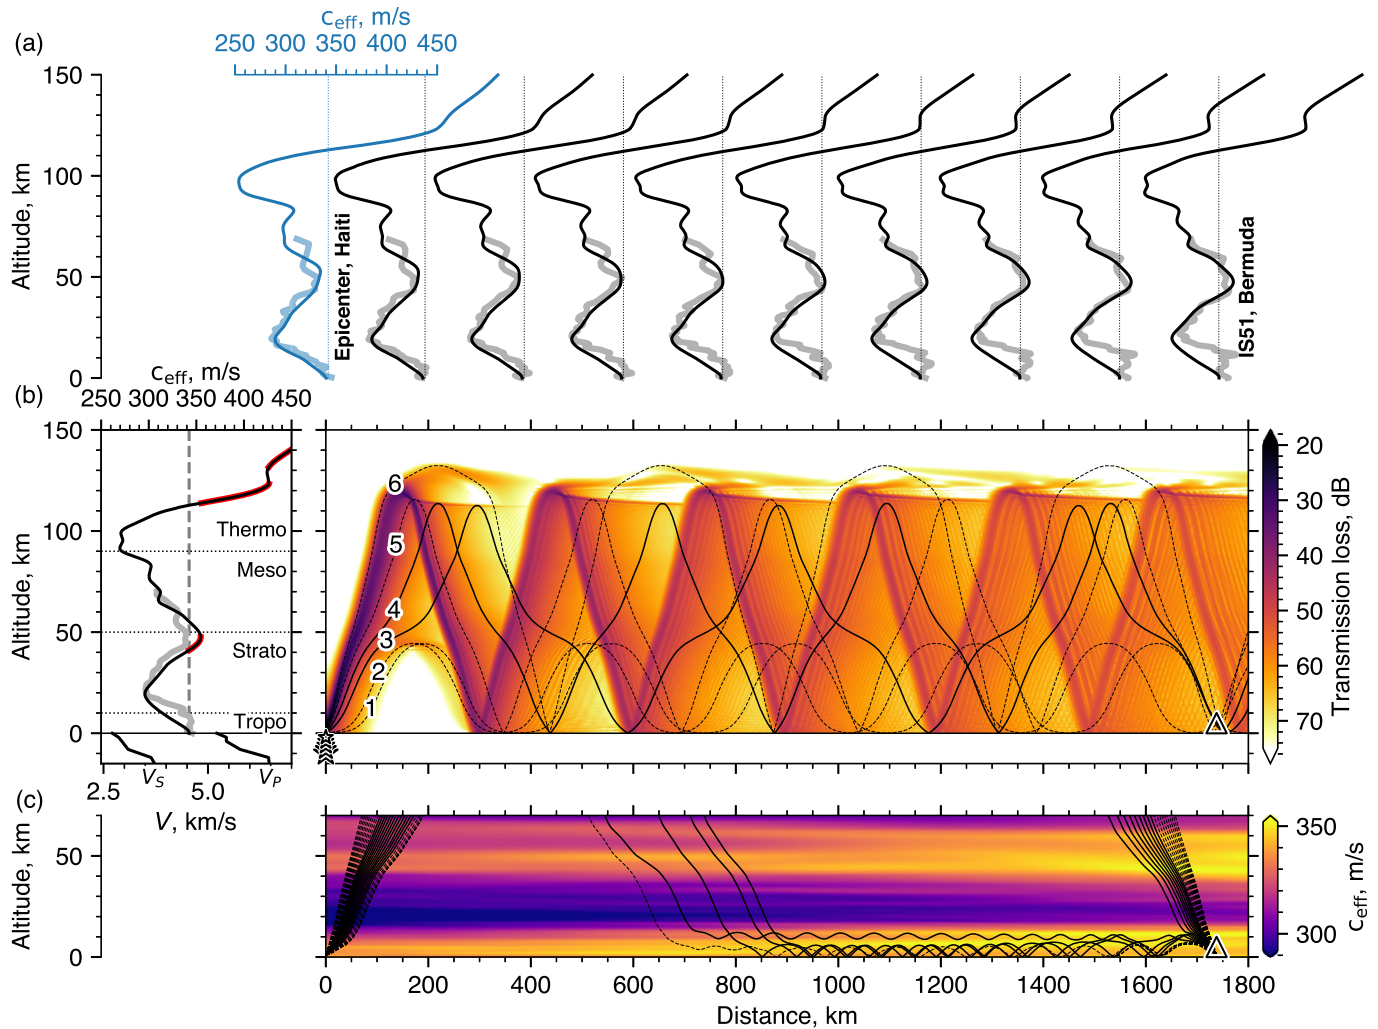 (a)
c_eff, m/s
250 300 350 400 450
150
100
50
0
Altitude, km
Epicenter, Haiti
IS51, Bermuda
c_eff, m/s
250 300 350 400 450
(b)
150
100
50
0
Altitude, km
Thermo
Meso
Strato
Tropo
V_S
V_P
2.5 5.0
V, km/s
6
5
4
3
2
1
20
30
40
50
60
70
Transmission loss, dB
(c)
50
0
Altitude, km
350
300
c_eff, m/s
0 200 400 600 800 1000 1200 1400 1600 1800
Distance, km